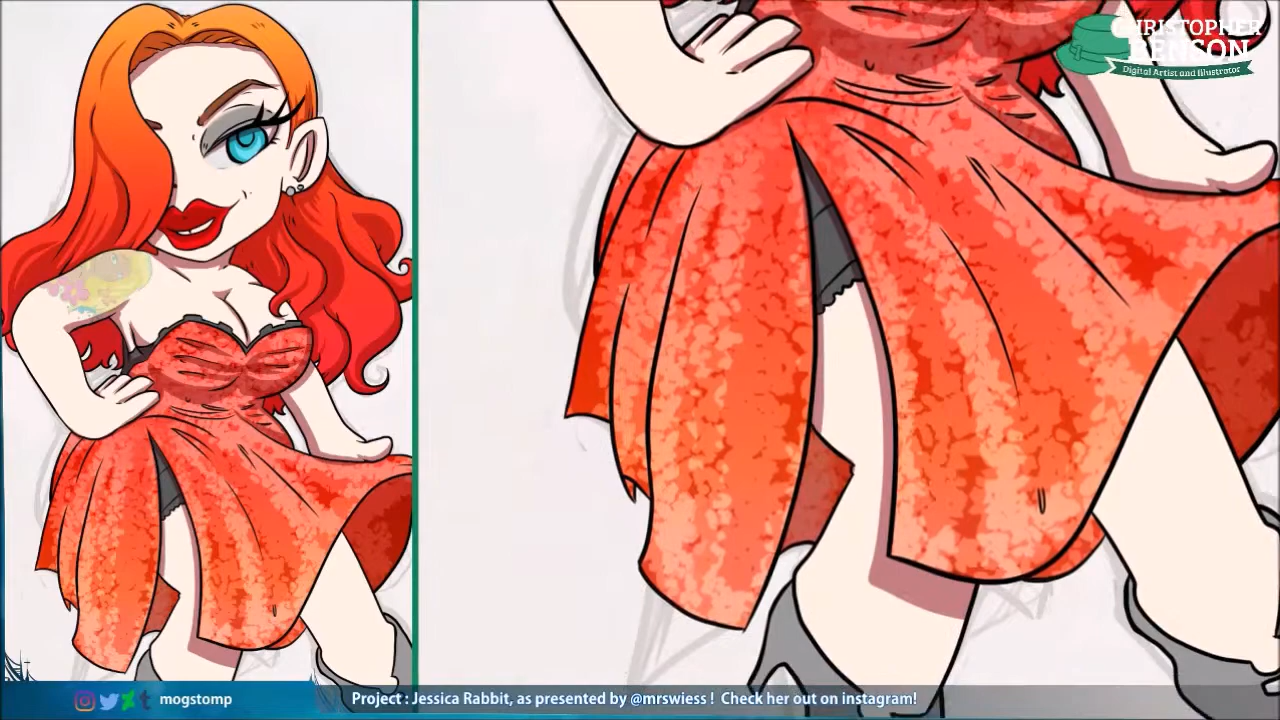 CHRISTOPHER
BENSON
Digital Artist and Illustrator
mogstomp
Project : Jessica Rabbit, as presented by @mrswiess ! Check her out on instagram!